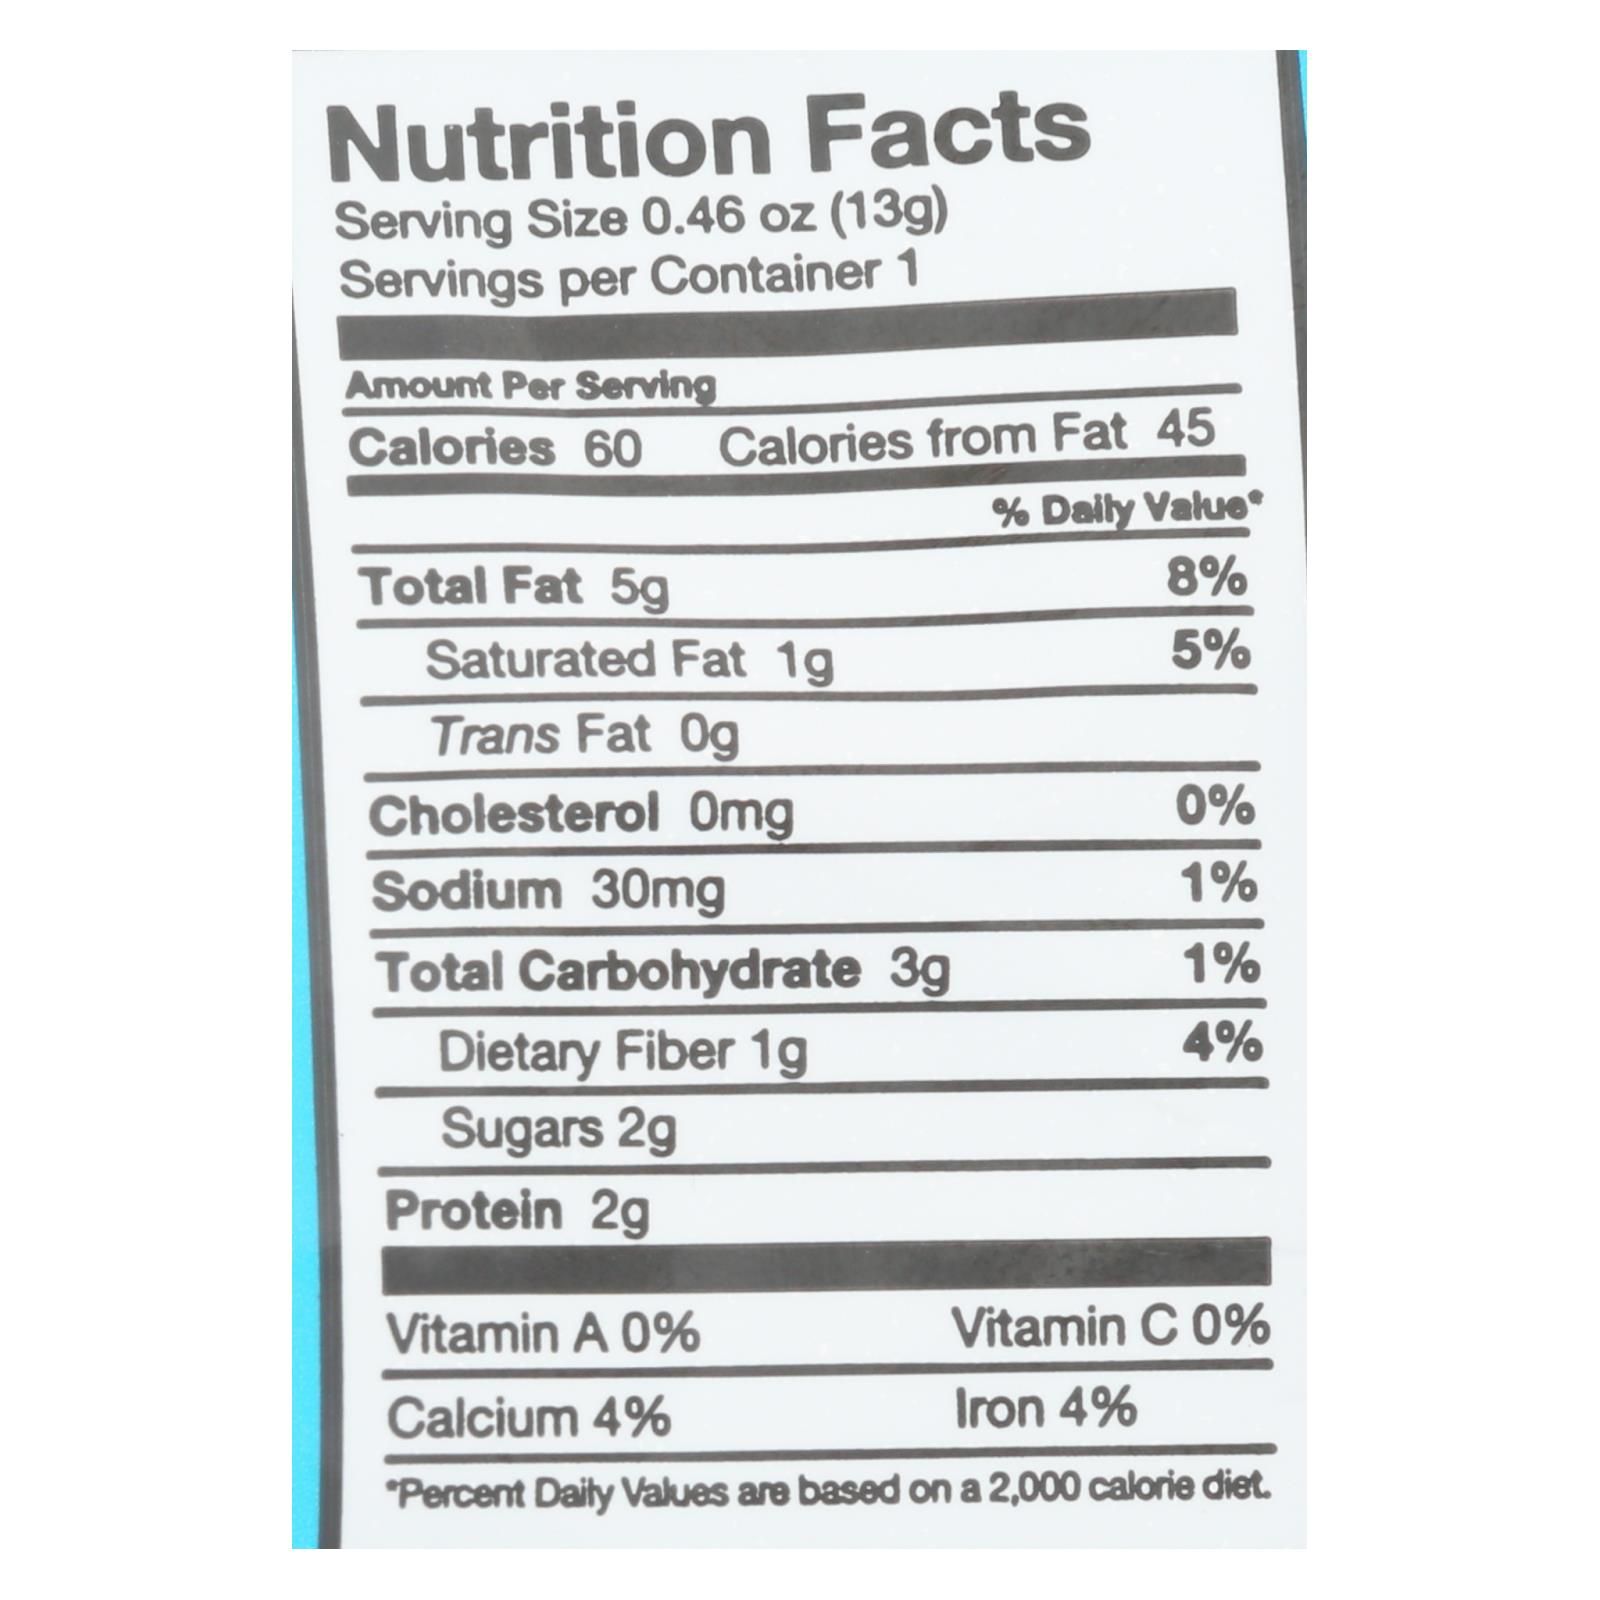 Nutrition Facts
Serving Size 0.46 oz (13g)
Servings per Container 1
Amount Per Serving
Calories 60 Calories from Fat 45
% Daily Value*
Total Fat 5g 8%
Saturated Fat 1g 5%
Trans Fat 0g
Cholesterol 0mg 0%
Sodium 30mg 1%
Total Carbohydrate 3g 1%
Dietary Fiber 1g 4%
Sugars 2g
Protein 2g
Vitamin A 0% Vitamin C 0%
Calcium 4% Iron 4%
*Percent Daily Values are based on a 2,000 calorie diet.